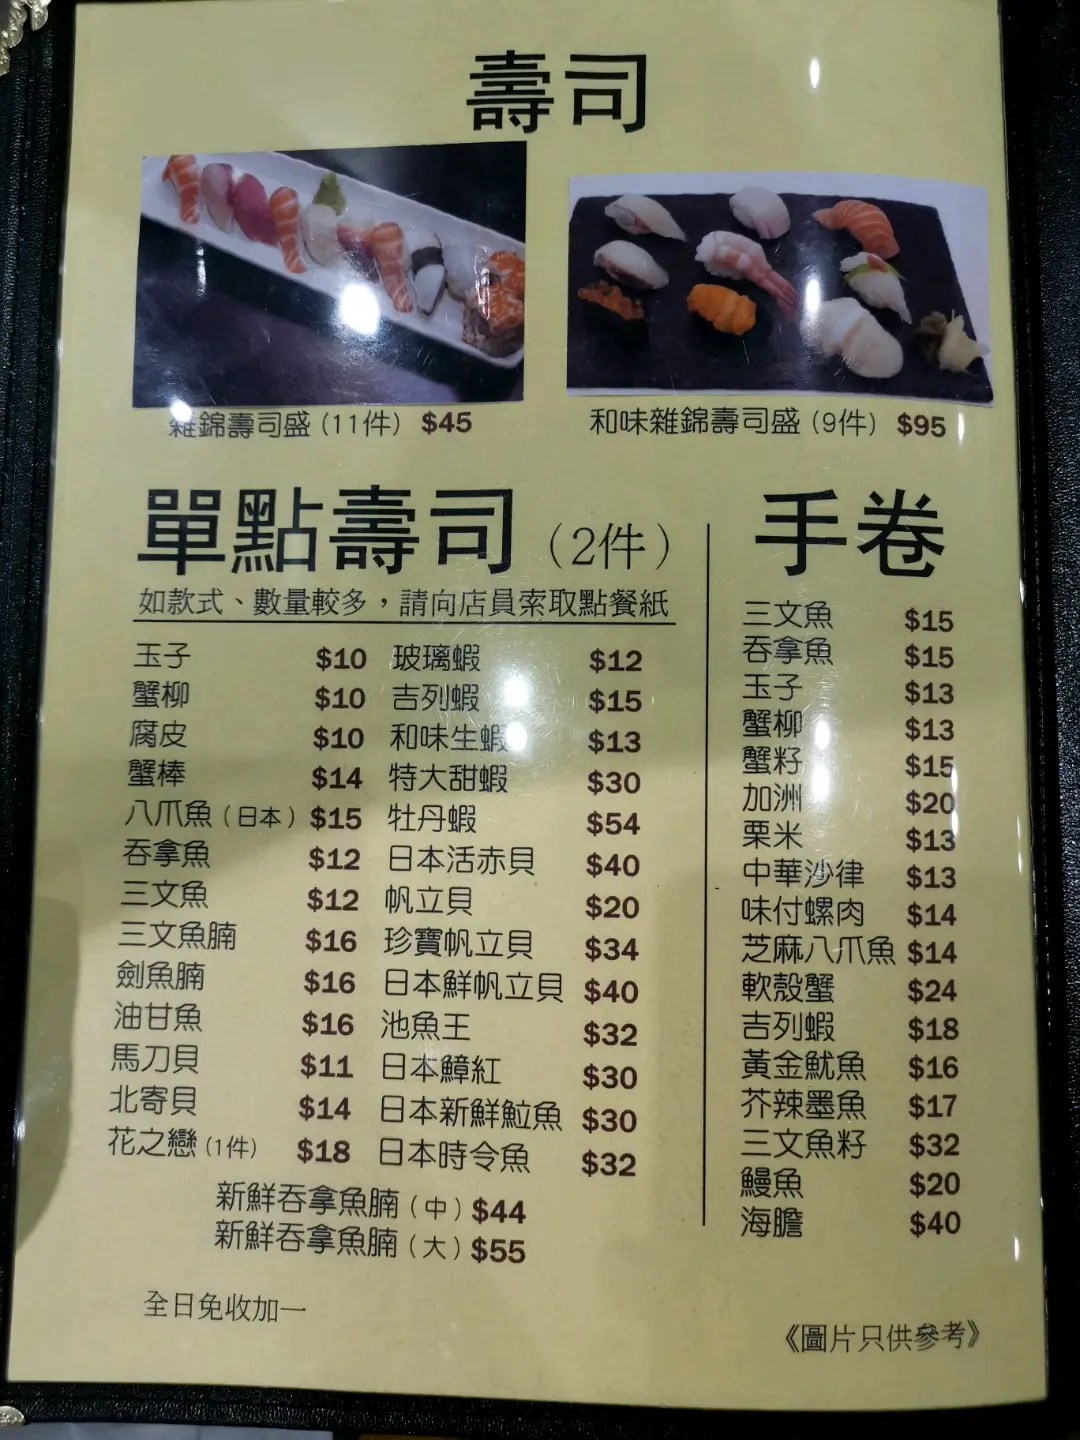 壽司
雜錦壽司盛 (11件) $45
和味雜錦壽司盛 (9件) $95
單點壽司 (2件)
如款式、數量較多，請向店員索取點餐紙
玉子 $10
蟹柳 $10
腐皮 $10
蟹棒 $14
八爪魚 (日本) $15
吞拿魚 $12
三文魚 $12
三文魚腩 $16
劍魚腩 $16
油甘魚 $16
馬刀貝 $11
北寄貝 $14
花之戀 (1件) $18
玻璃蝦 $12
吉列蝦 $15
和味生蝦 $13
特大甜蝦 $30
牡丹蝦 $54
日本活赤貝 $40
帆立貝 $20
珍寶帆立貝 $34
日本鮮帆立貝 $40
池魚王 $32
日本鱆紅 $30
日本新鮮鮋魚 $30
日本時令魚 $32
新鮮吞拿魚腩 (中) $44
新鮮吞拿魚腩 (大) $55
手卷
三文魚 $15
吞拿魚 $15
玉子 $13
蟹柳 $13
蟹籽 $15
加洲 $20
栗米 $13
中華沙律 $13
味付螺肉 $14
芝麻八爪魚 $14
軟殼蟹 $24
吉列蝦 $18
黃金魷魚 $16
芥辣墨魚 $17
三文魚籽 $32
鰻魚 $20
海膽 $40
全日免收加一
《圖片只供參考》